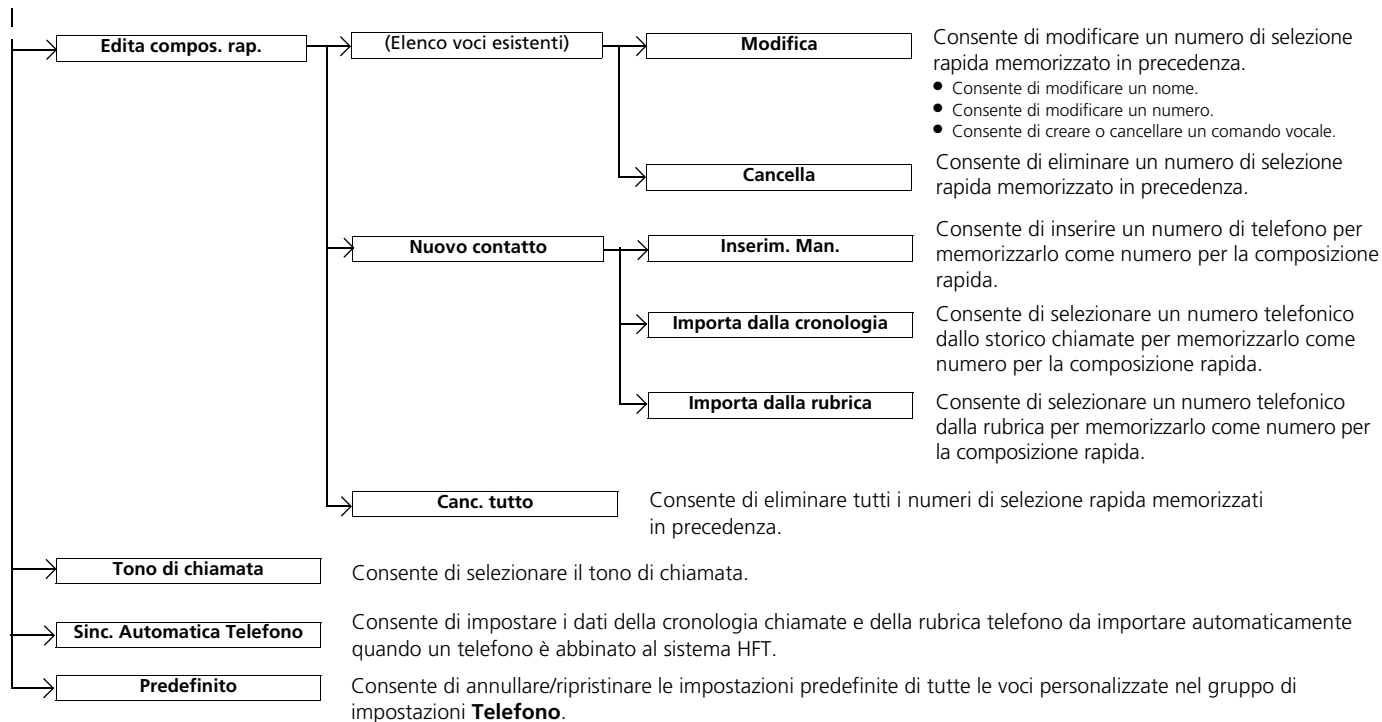 Edita compos. rap.
(Elenco voci esistenti)
Modifica
Consente di modificare un numero di selezione
rapida memorizzato in precedenza.
● Consente di modificare un nome.
● Consente di modificare un numero.
● Consente di creare o cancellare un comando vocale.
Cancella
Consente di eliminare un numero di selezione
rapida memorizzato in precedenza.
Nuovo contatto
Inserim. Man.
Consente di inserire un numero di telefono per
memorizzarlo come numero per la composizione
rapida.
Importa dalla cronologia
Consente di selezionare un numero telefonico
dallo storico chiamate per memorizzarlo come
numero per la composizione rapida.
Importa dalla rubrica
Consente di selezionare un numero telefonico
dalla rubrica per memorizzarlo come numero per
la composizione rapida.
Canc. tutto
Consente di eliminare tutti i numeri di selezione rapida memorizzati
in precedenza.
Tono di chiamata
Consente di selezionare il tono di chiamata.
Sinc. Automatica Telefono
Consente di impostare i dati della cronologia chiamate e della rubrica telefono da importare automaticamente
quando un telefono è abbinato al sistema HFT.
Predefinito
Consente di annullare/ripristinare le impostazioni predefinite di tutte le voci personalizzate nel gruppo di
impostazioni Telefono.